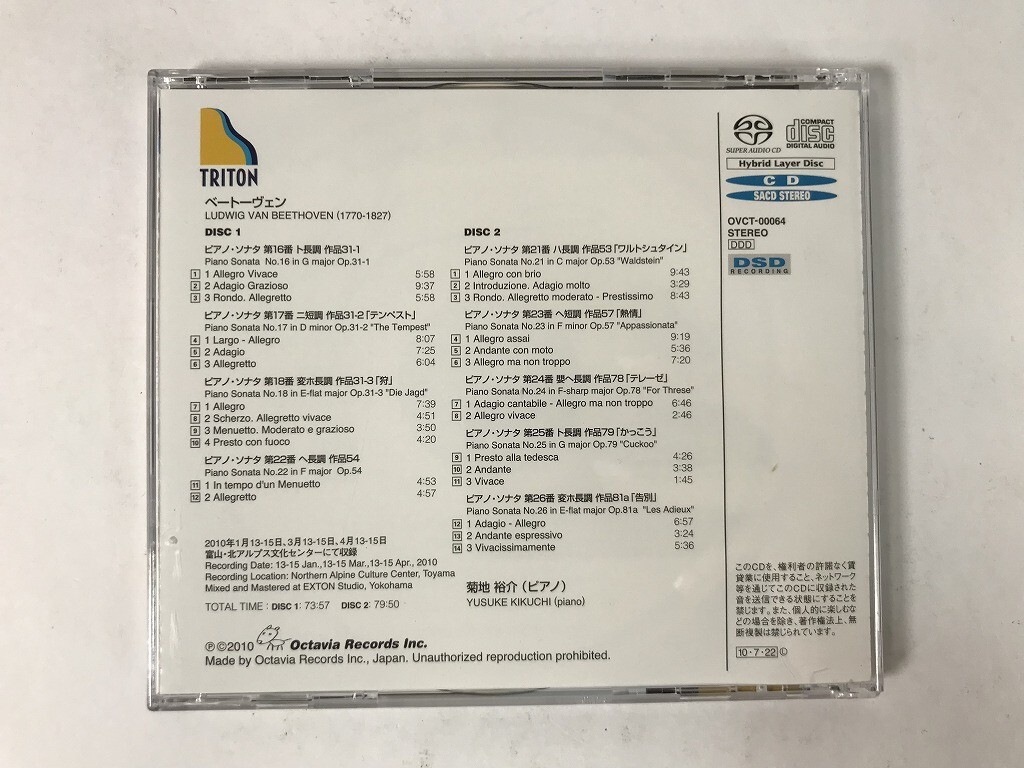 TRITON
ベートーヴェン
LUDWIG VAN BEETHOVEN (1770-1827)
DISC 1
ピアノ・ソナタ 第16番 ト長調 作品31-1
Piano Sonata No.16 in G major Op.31-1
1 1 Allegro Vivace 5:58
2 2 Adagio Grazioso 9:37
3 3 Rondo. Allegretto 5:58
ピアノ・ソナタ 第17番 ニ短調 作品31-2「テンペスト」
Piano Sonata No.17 in D minor Op.31-2 "The Tempest"
4 1 Largo - Allegro 8:07
5 2 Adagio 7:25
6 3 Allegretto 6:04
ピアノ・ソナタ 第18番 変ホ長調 作品31-3「狩」
Piano Sonata No.18 in E-flat major Op.31-3 "Die Jagd"
7 1 Allegro 7:39
8 2 Scherzo. Allegretto vivace 4:51
9 3 Menuetto. Moderato e grazioso 3:50
10 4 Presto con fuoco 4:20
ピアノ・ソナタ 第22番 ヘ長調 作品54
Piano Sonata No.22 in F major Op.54
11 1 In tempo d'un Menuetto 4:53
12 2 Allegretto 4:57
2010年1月13-15日、3月13-15日、4月13-15日
富山・北アルプス文化センターにて収録
Recording Date: 13-15 Jan.,13-15 Mar.,13-15 Apr., 2010
Recording Location: Northern Alpine Culture Center, Toyama
Mixed and Mastered at EXTON Studio, Yokohama
TOTAL TIME : DISC 1: 73:57 DISC 2: 79:50
DISC 2
ピアノ・ソナタ 第21番 ハ長調 作品53「ワルトシュタイン」
Piano Sonata No.21 in C major Op.53 "Waldstein"
1 1 Allegro con brio 9:43
2 2 Introduzione. Adagio molto 3:29
3 3 Rondo. Allegretto moderato - Prestissimo 8:43
ピアノ・ソナタ 第23番 ヘ短調 作品57「熱情」
Piano Sonata No.23 in F minor Op.57 "Appassionata"
4 1 Allegro assai 9:19
5 2 Andante con moto 5:36
6 3 Allegro ma non troppo 7:20
ピアノ・ソナタ 第24番 嬰ヘ長調 作品78「テレーゼ」
Piano Sonata No.24 in F-sharp major Op.78 "For Threse"
7 1 Adagio cantabile - Allegro ma non troppo 6:46
8 2 Allegro vivace 2:46
ピアノ・ソナタ 第25番 ト長調 作品79「かっこう」
Piano Sonata No.25 in G major Op.79 "Cuckoo"
9 1 Presto alla tedesca 4:26
10 2 Andante 3:38
11 3 Vivace 1:45
ピアノ・ソナタ 第26番 変ホ長調 作品81a「告別」
Piano Sonata No.26 in E-flat major Op.81a "Les Adieux"
12 1 Adagio - Allegro 6:57
13 2 Andante espressivo 3:24
14 3 Vivacissimamente 5:36
菊地 裕介（ピアノ）
YUSUKE KIKUCHI (piano)
Ⓟ©2010 Octavia Records Inc.
Made by Octavia Records Inc., Japan. Unauthorized reproduction prohibited.
SUPER AUDIO CD
COMPACT
disc
DIGITAL AUDIO
Hybrid Layer Disc
CD
SACD STEREO
OVCT-00064
STEREO
DDD
DSD
RECORDING
このCDを、権利者の許諾なく賃
貸業に使用すること、ネットワーク
等を通じてこのCDに収録された
音を送信できる状態にすることを
禁じます。また、個人的に楽しむな
どの場合を除き、著作権法上、無
断複製は禁じられています。
10・7・22 Ⓛ